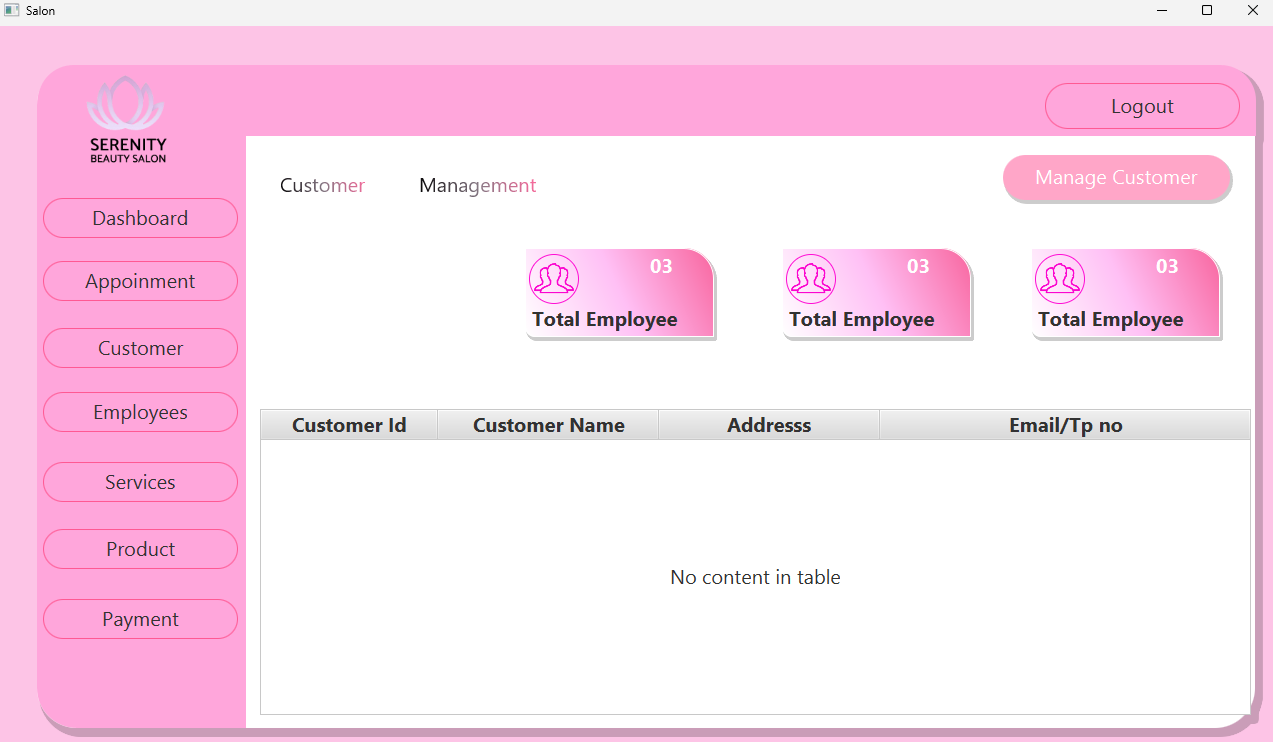 Salon
Logout
SERENITY
BEAUTY SALON
Customer Management
Manage Customer
Dashboard
Appoinment
Customer
Employees
Services
Product
Payment
03
Total Employee
03
Total Employee
03
Total Employee
Customer Id Customer Name Addresss Email/Tp no
No content in table